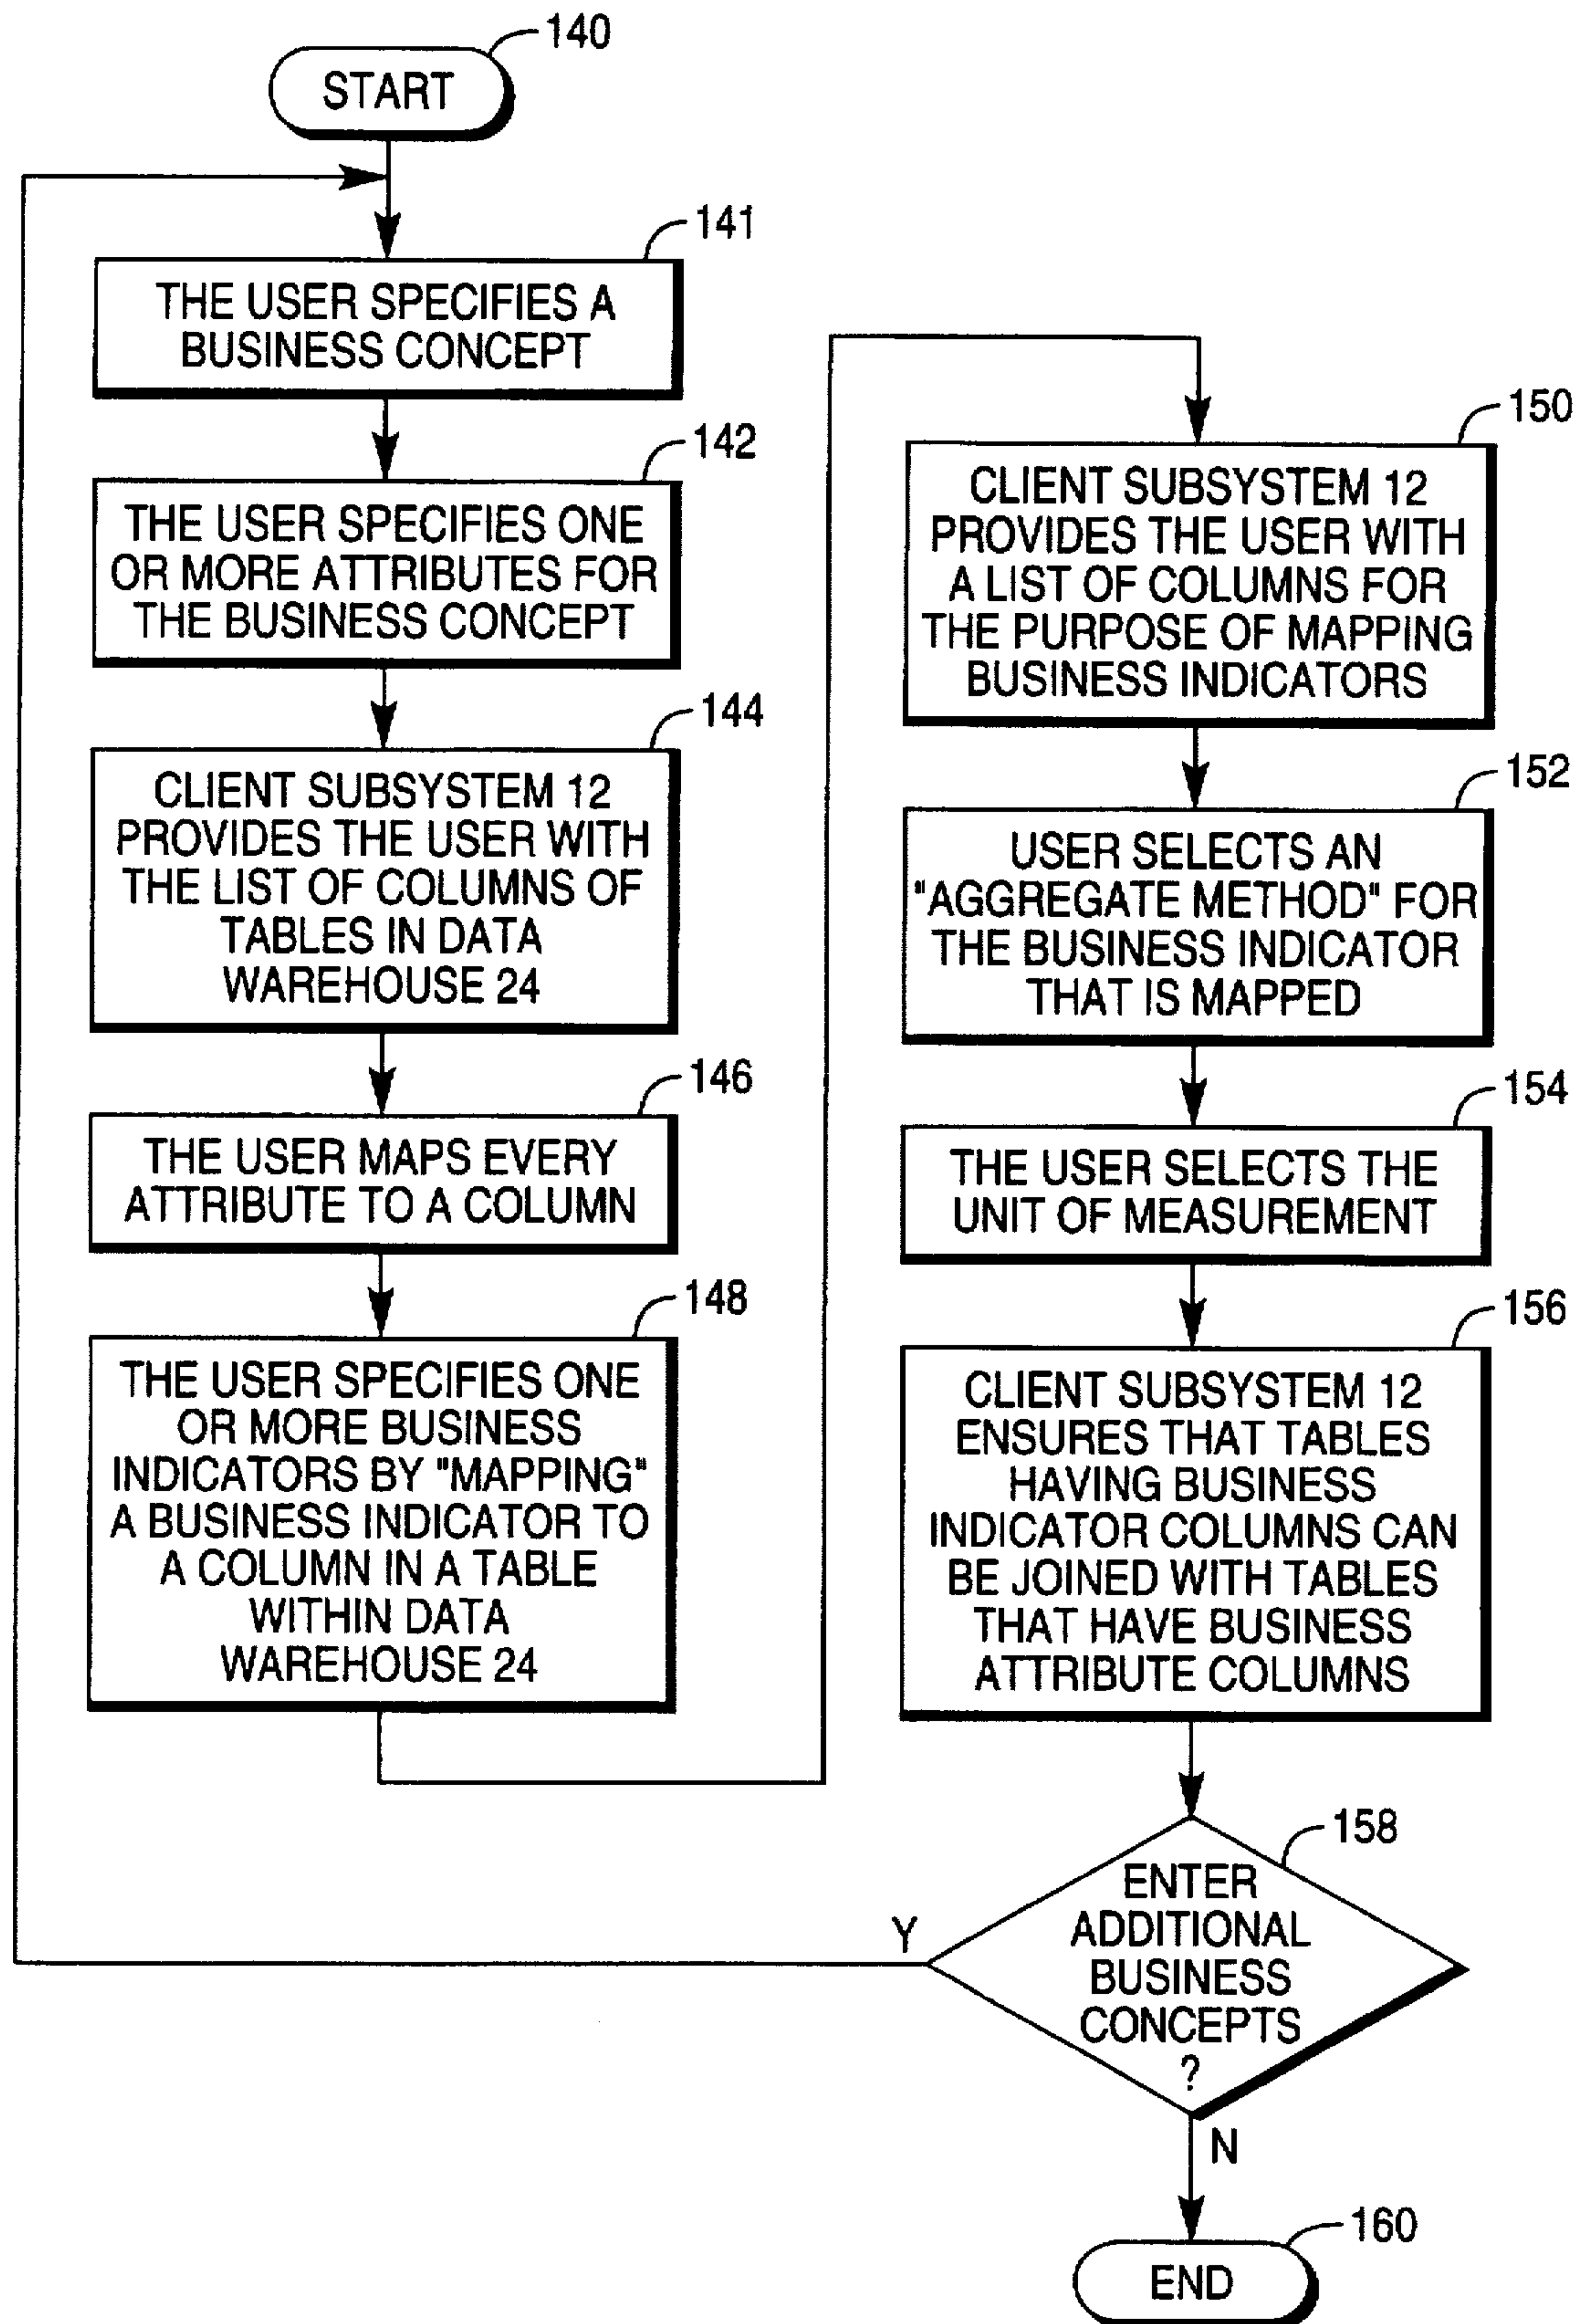 140
START
141
THE USER SPECIFIES A
BUSINESS CONCEPT
142
THE USER SPECIFIES ONE
OR MORE ATTRIBUTES FOR
THE BUSINESS CONCEPT
144
CLIENT SUBSYSTEM 12
PROVIDES THE USER WITH
THE LIST OF COLUMNS OF
TABLES IN DATA
WAREHOUSE 24
146
THE USER MAPS EVERY
ATTRIBUTE TO A COLUMN
148
THE USER SPECIFIES ONE
OR MORE BUSINESS
INDICATORS BY "MAPPING"
A BUSINESS INDICATOR TO
A COLUMN IN A TABLE
WITHIN DATA
WAREHOUSE 24
150
CLIENT SUBSYSTEM 12
PROVIDES THE USER WITH
A LIST OF COLUMNS FOR
THE PURPOSE OF MAPPING
BUSINESS INDICATORS
152
USER SELECTS AN
"AGGREGATE METHOD" FOR
THE BUSINESS INDICATOR
THAT IS MAPPED
154
THE USER SELECTS THE
UNIT OF MEASUREMENT
156
CLIENT SUBSYSTEM 12
ENSURES THAT TABLES
HAVING BUSINESS
INDICATOR COLUMNS CAN
BE JOINED WITH TABLES
THAT HAVE BUSINESS
ATTRIBUTE COLUMNS
158
ENTER
ADDITIONAL
BUSINESS
CONCEPTS
?
Y
N
160
END